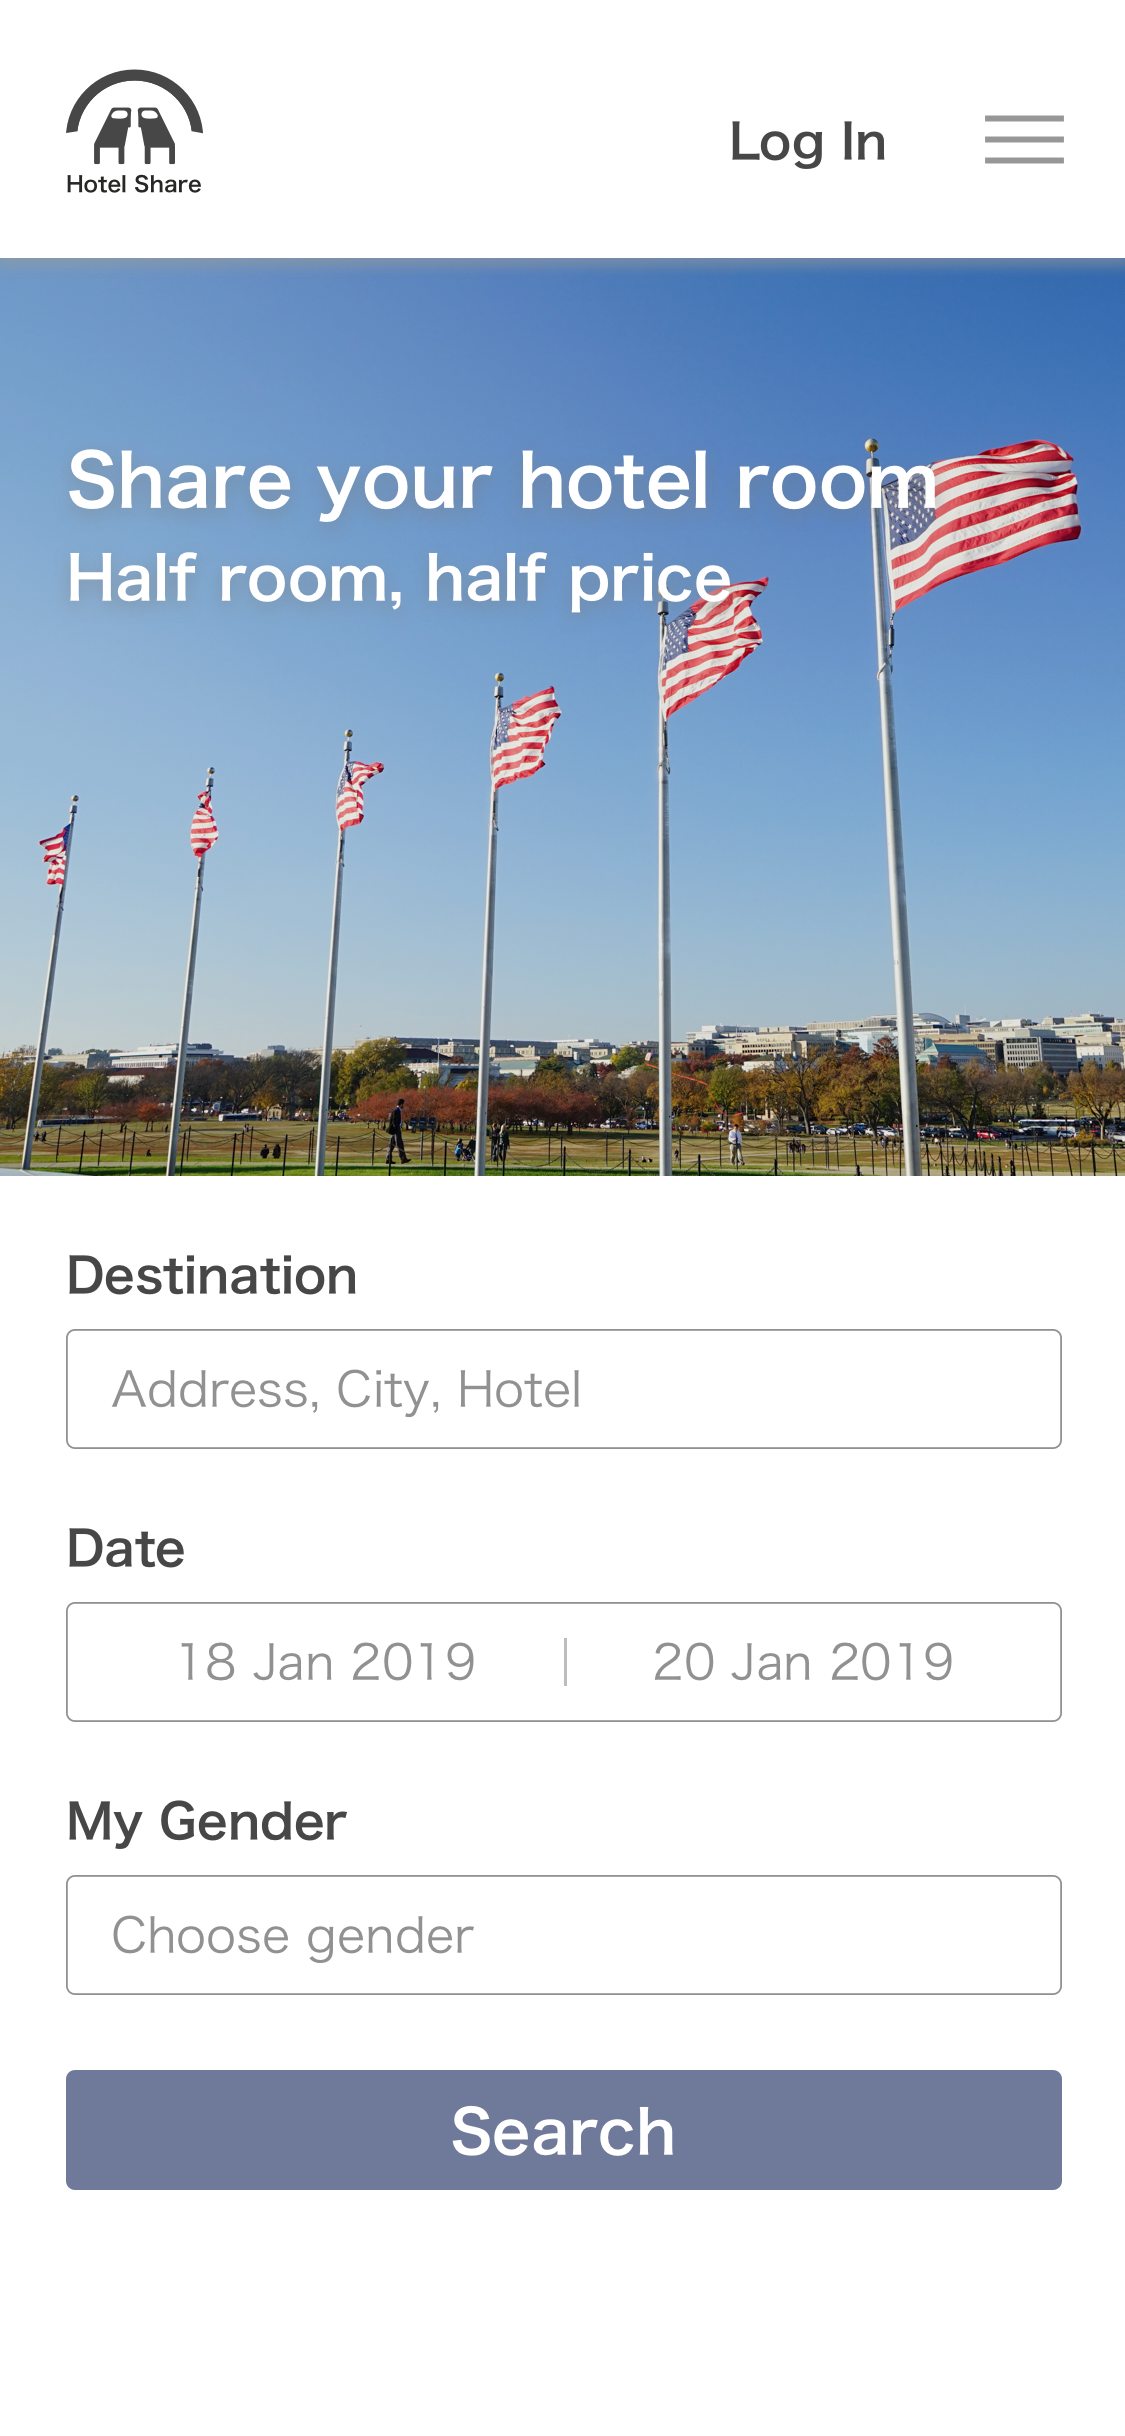 Hotel Share
Log In
Share your hotel room
Half room, half price
Destination
Address, City, Hotel
Date
18 Jan 2019 | 20 Jan 2019
My Gender
Choose gender
Search